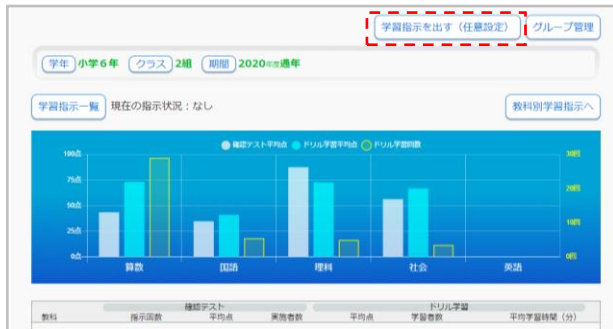 学習指示を出す（任意設定） グループ管理
学年 小学６年 クラス 2組 期間 2020年度通年
学習指示一覧 現在の指示状況：なし 教科別学習指示へ
確認テスト平均点 ドリル学習平均点 ドリル学習回数
100点 30回
75点
20回
50点
10回
25点
0点 0回
算数 国語 理科 社会 英語
確認テスト ドリル学習
教科 指示回数 平均点 実施者数 平均点 学習者数 平均学習時間（分）